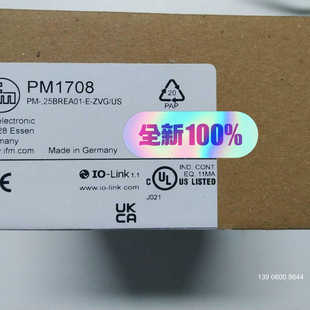 PM1708
PM-,25BREA01-E-ZVG/US
electronic
28 Essen
many
ifm.com
Made in Germany
20
PAP
全新100%
CE
IO-Link 1.1
www.io-link.com
UL
US LISTED
IND. CONT.
EQ. 11MA
J021
UK
CA
139 0600 8644